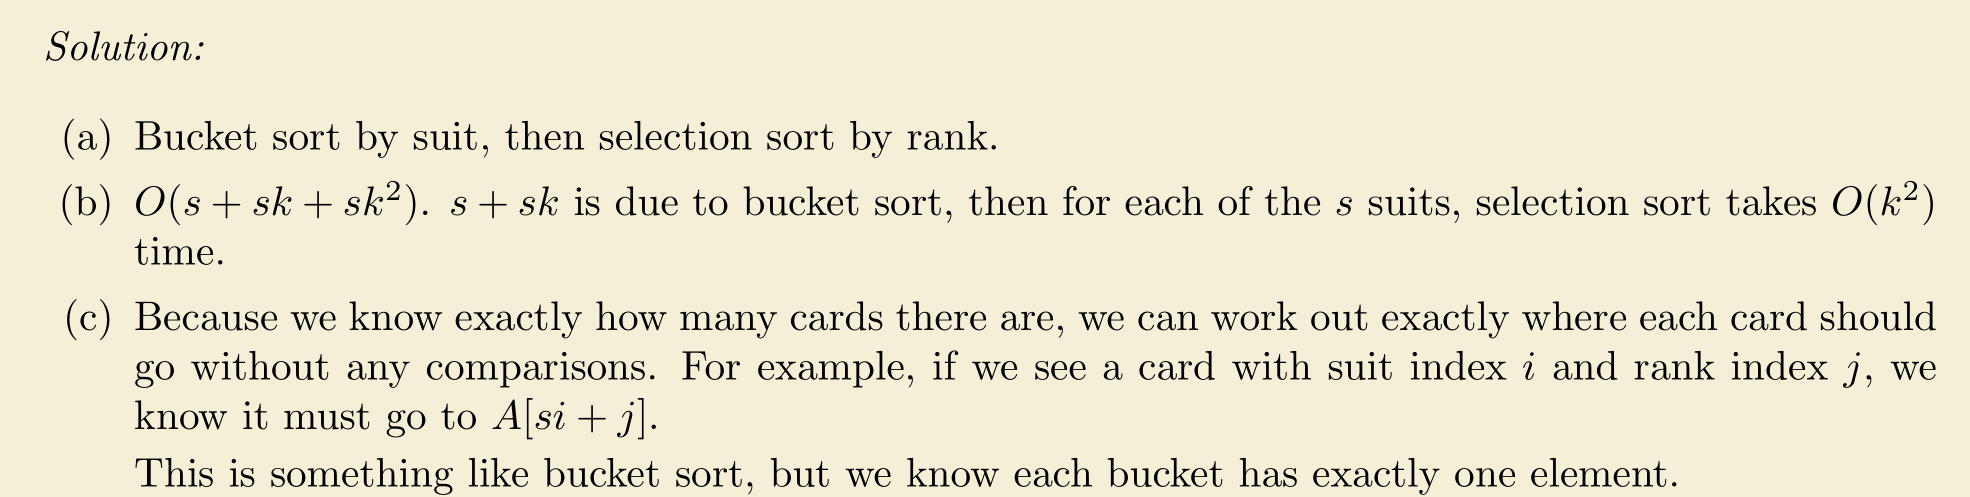 Solution:
(a) Bucket sort by suit, then selection sort by rank.
(b) O(s + sk + sk²). s + sk is due to bucket sort, then for each of the s suits, selection sort takes O(k²)
time.
(c) Because we know exactly how many cards there are, we can work out exactly where each card should
go without any comparisons. For example, if we see a card with suit index i and rank index j, we
know it must go to A[si + j].
This is something like bucket sort, but we know each bucket has exactly one element.